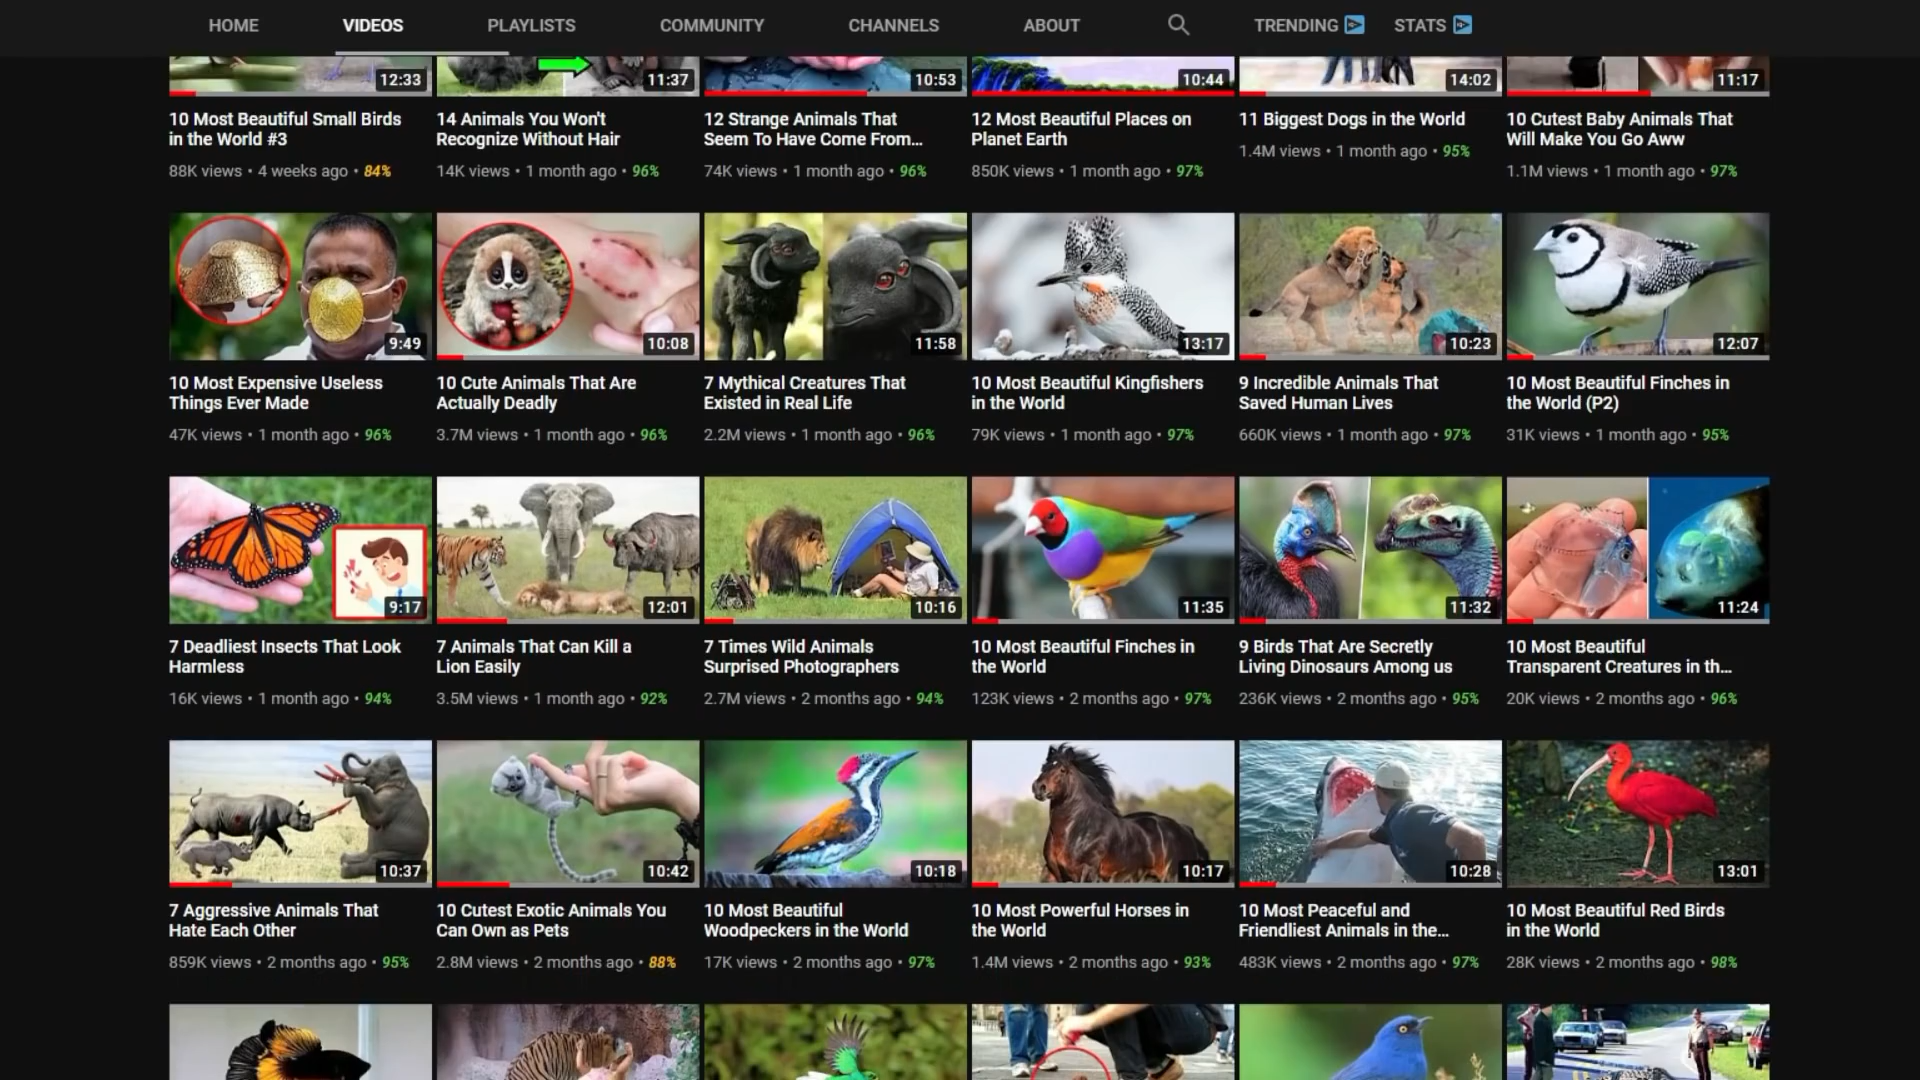 HOME VIDEOS PLAYLISTS COMMUNITY CHANNELS ABOUT TRENDING STATS
12:33 11:37 10:53 10:44 14:02 11:17
10 Most Beautiful Small Birds
in the World #3
88K views • 4 weeks ago • 84%
14 Animals You Won't
Recognize Without Hair
14K views • 1 month ago • 96%
12 Strange Animals That
Seem To Have Come From...
74K views • 1 month ago • 96%
12 Most Beautiful Places on
Planet Earth
850K views • 1 month ago • 97%
11 Biggest Dogs in the World
1.4M views • 1 month ago • 95%
10 Cutest Baby Animals That
Will Make You Go Aww
1.1M views • 1 month ago • 97%
9:49 10:08 11:58 13:17 10:23 12:07
10 Most Expensive Useless
Things Ever Made
47K views • 1 month ago • 96%
10 Cute Animals That Are
Actually Deadly
3.7M views • 1 month ago • 96%
7 Mythical Creatures That
Existed in Real Life
2.2M views • 1 month ago • 96%
10 Most Beautiful Kingfishers
in the World
79K views • 1 month ago • 97%
9 Incredible Animals That
Saved Human Lives
660K views • 1 month ago • 97%
10 Most Beautiful Finches in
the World (P2)
31K views • 1 month ago • 95%
9:17 12:01 10:16 11:35 11:32 11:24
7 Deadliest Insects That Look
Harmless
16K views • 1 month ago • 94%
7 Animals That Can Kill a
Lion Easily
3.5M views • 1 month ago • 92%
7 Times Wild Animals
Surprised Photographers
2.7M views • 2 months ago • 94%
10 Most Beautiful Finches in
the World
123K views • 2 months ago • 97%
9 Birds That Are Secretly
Living Dinosaurs Among us
236K views • 2 months ago • 95%
10 Most Beautiful
Transparent Creatures in th...
20K views • 2 months ago • 96%
10:37 10:42 10:18 10:17 10:28 13:01
7 Aggressive Animals That
Hate Each Other
859K views • 2 months ago • 95%
10 Cutest Exotic Animals You
Can Own as Pets
2.8M views • 2 months ago • 88%
10 Most Beautiful
Woodpeckers in the World
17K views • 2 months ago • 97%
10 Most Powerful Horses in
the World
1.4M views • 2 months ago • 93%
10 Most Peaceful and
Friendliest Animals in the...
483K views • 2 months ago • 97%
10 Most Beautiful Red Birds
in the World
28K views • 2 months ago • 98%